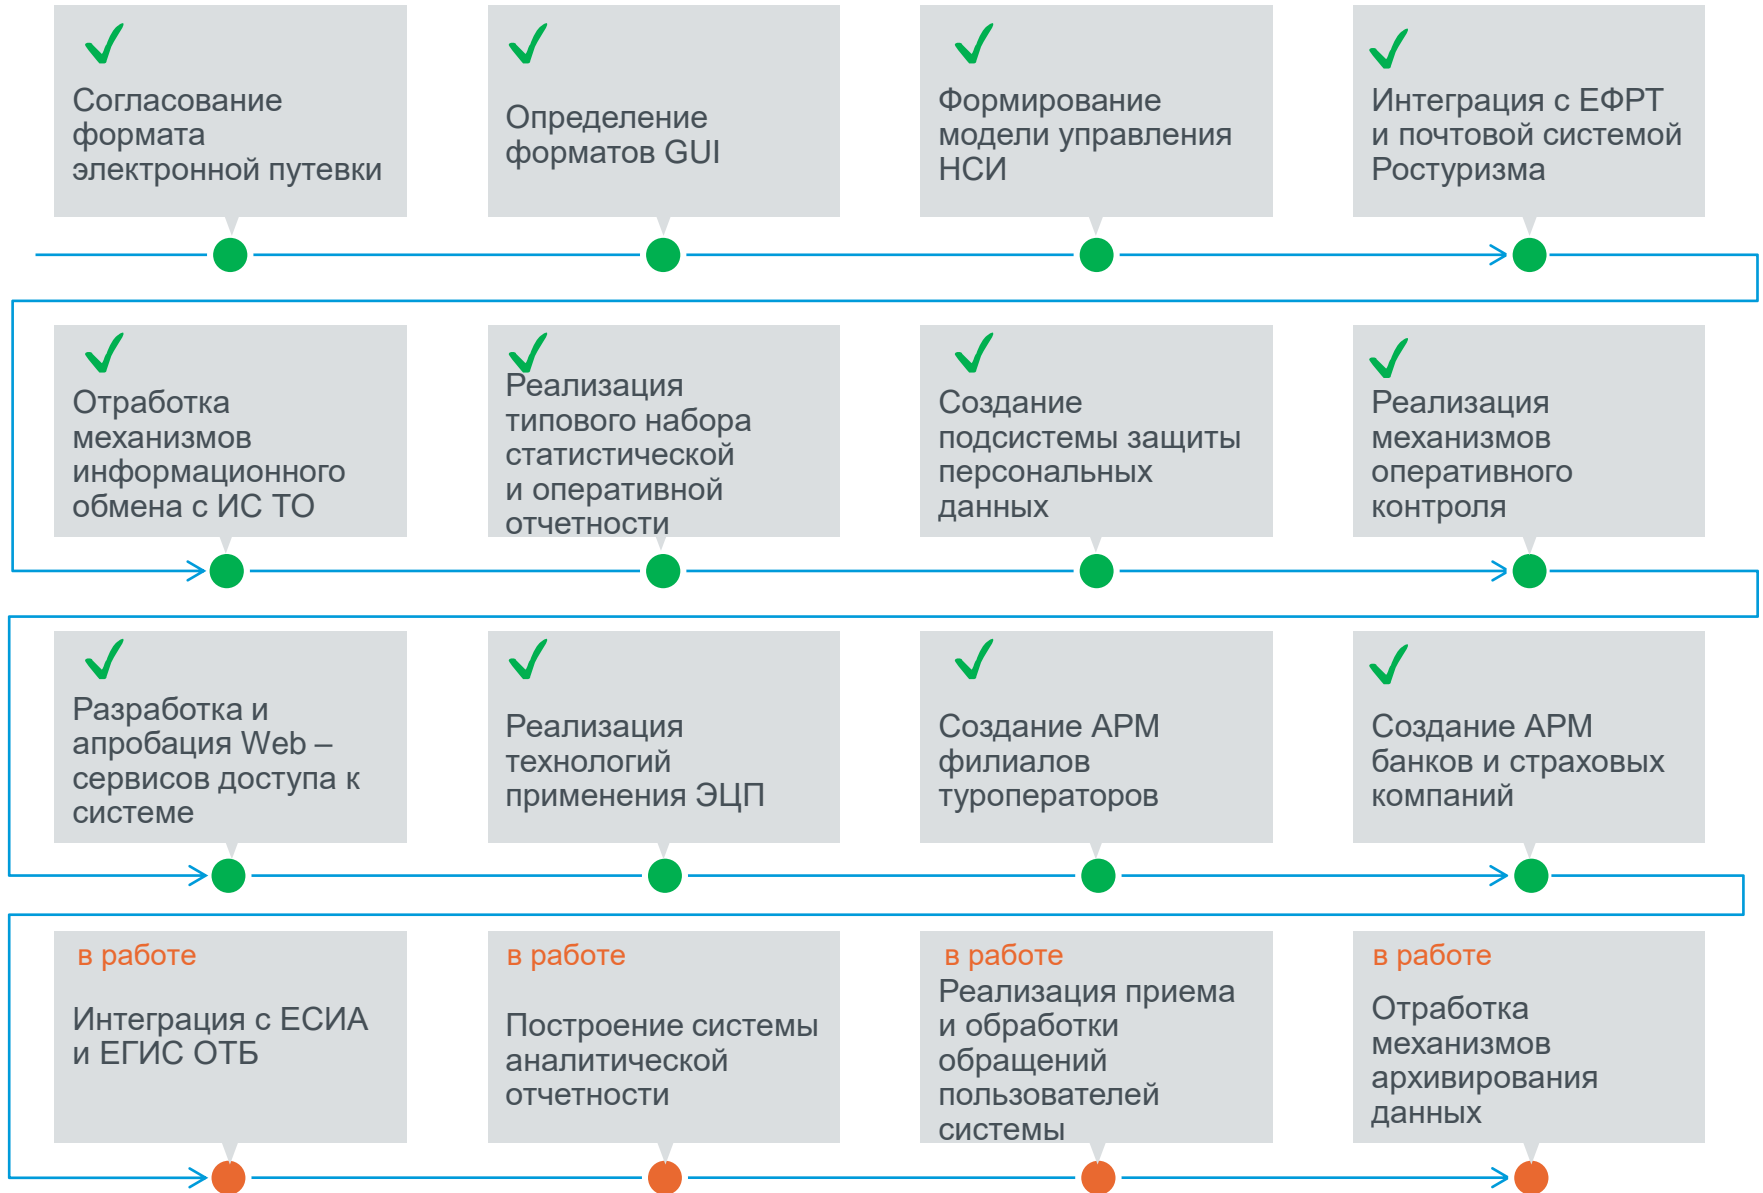 Согласование
формата
электронной путевки
Определение
форматов GUI
Формирование
модели управления
НСИ
Интеграция с ЕФРТ
и почтовой системой
Ростуризма
Отработка
механизмов
информационного
обмена с ИС ТО
Реализация
типового набора
статистической
и оперативной
отчетности
Создание
подсистемы защиты
персональных
данных
Реализация
механизмов
оперативного
контроля
Разработка и
апробация Web –
сервисов доступа к
системе
Реализация
технологий
применения ЭЦП
Создание АРМ
филиалов
туроператоров
Создание АРМ
банков и страховых
компаний
в работе
Интеграция с ЕСИА
и ЕГИС ОТБ
в работе
Построение системы
аналитической
отчетности
в работе
Реализация приема
и обработки
обращений
пользователей
системы
в работе
Отработка
механизмов
архивирования
данных